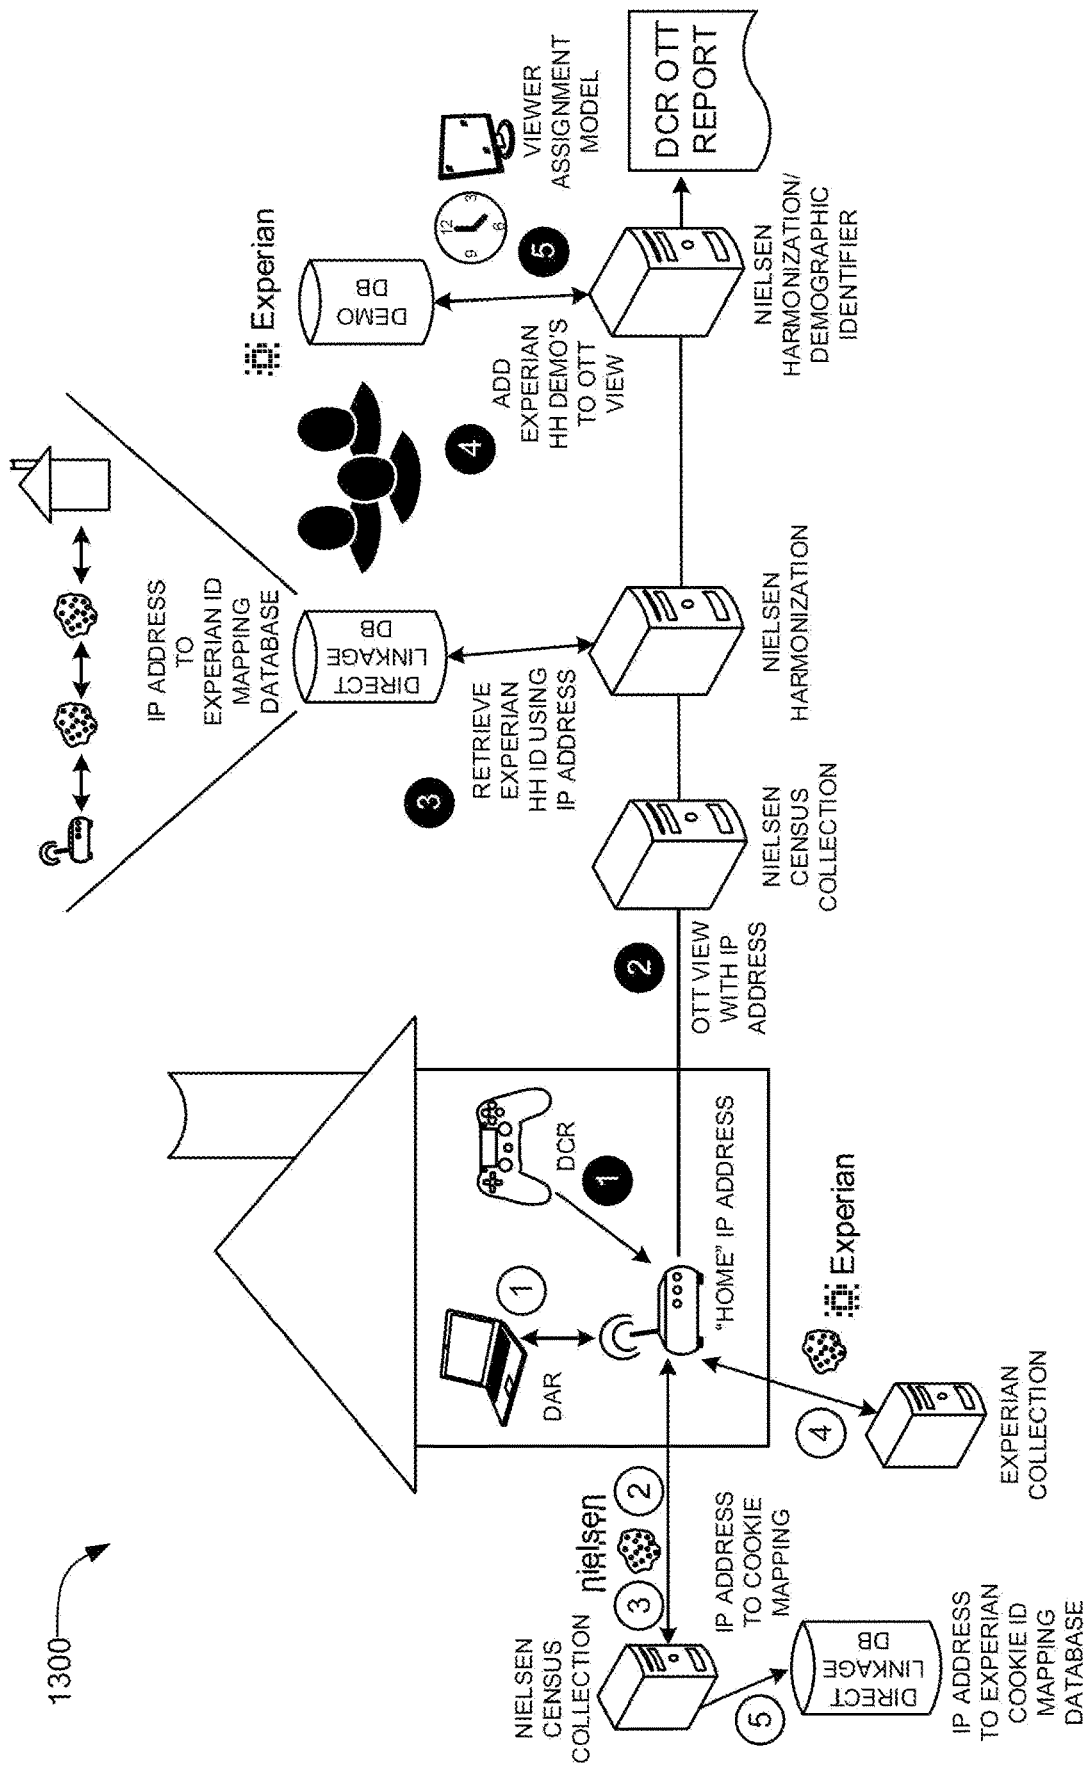 1300
IP ADDRESS
TO
EXPERIAN ID
MAPPING
DATABASE
Experian
DIRECT
LINKAGE
DB
DEMO
DB
12
3
6
9
VIEWER
ASSIGNMENT
MODEL
3
RETRIEVE
EXPERIAN
HH ID USING
IP ADDRESS
4
ADD
EXPERIAN
HH DEMO'S
TO OTT
VIEW
5
DCR OTT
REPORT
NIELSEN
CENSUS
COLLECTION
nielsen
3
2
IP ADDRESS
TO COOKIE
MAPPING
DAR
1
DCR
1
"HOME" IP ADDRESS
2
OTT VIEW
WITH IP
ADDRESS
NIELSEN
CENSUS
COLLECTION
NIELSEN
HARMONIZATION
NIELSEN
HARMONIZATION/
DEMOGRAPHIC
IDENTIFIER
5
DIRECT
LINKAGE
DB
IP ADDRESS
TO EXPERIAN
COOKIE ID
MAPPING
DATABASE
4
Experian
EXPERIAN
COLLECTION